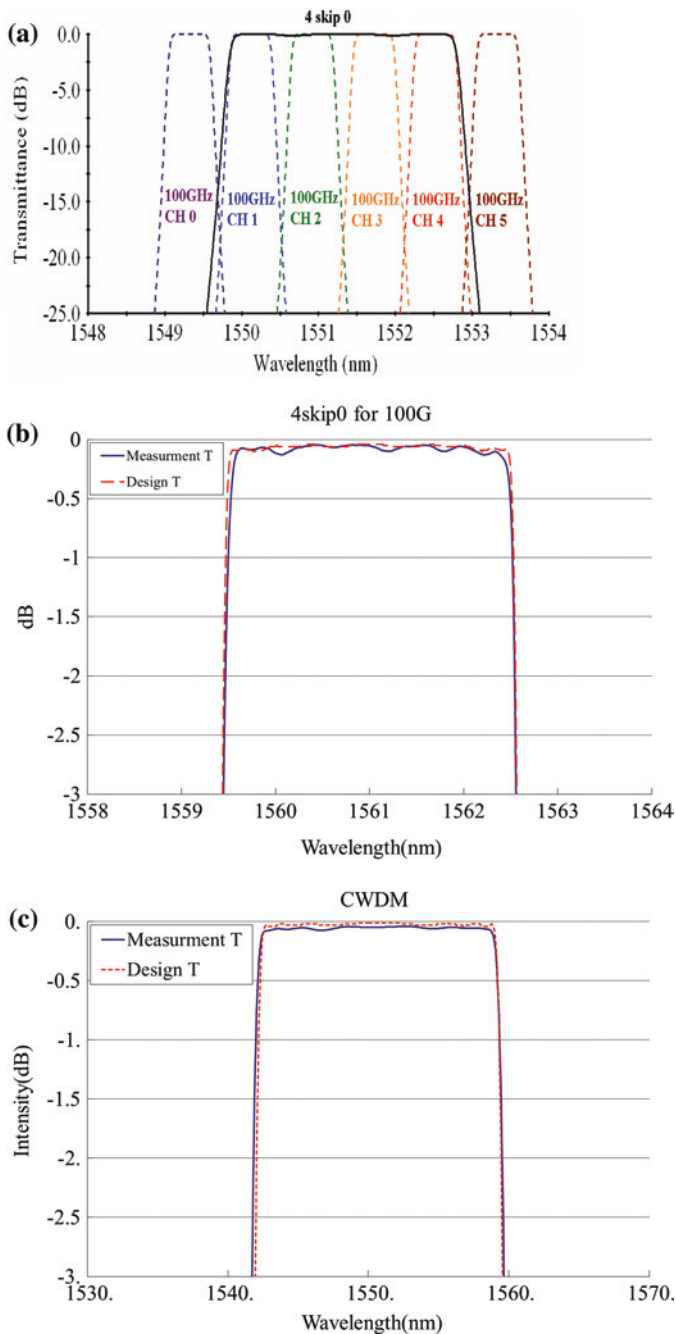 (a)
4 skip 0
Transmittance (dB)
0.0
-5.0
-10.0
-15.0
-20.0
-25.0
100GHz CH 0
100GHz CH 1
100GHz CH 2
100GHz CH 3
100GHz CH 4
100GHz CH 5
1548 1549 1550 1551 1552 1553 1554
Wavelength (nm)
(b)
4skip0 for 100G
Measurment T
Design T
dB
0
-0.5
-1
-1.5
-2
-2.5
-3
1558 1559 1560 1561 1562 1563 1564
Wavelength(nm)
(c)
CWDM
Measurment T
Design T
Intensity(dB)
0.
-0.5
-1.
-1.5
-2.
-2.5
-3.
1530. 1540. 1550. 1560. 1570.
Wavelength(nm)